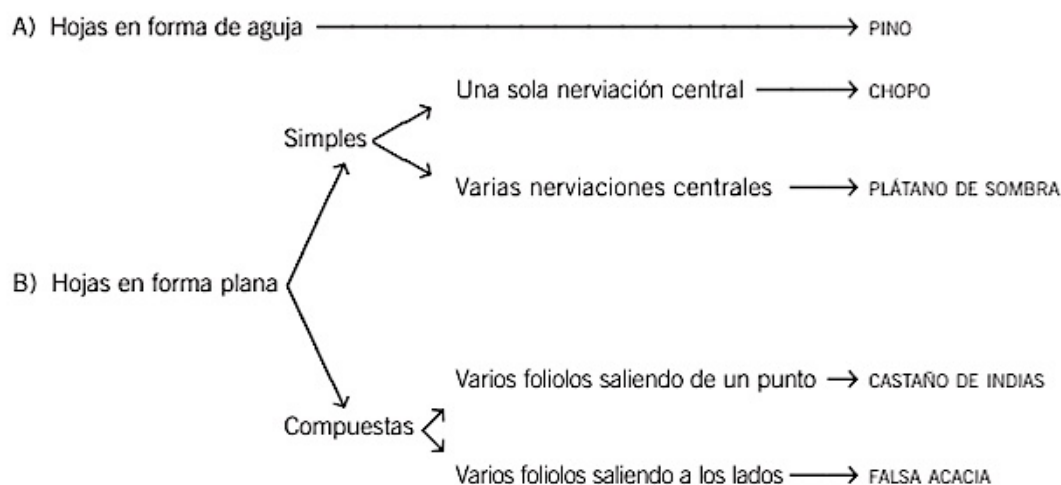 A) Hojas en forma de aguja PINO
Una sola nerviación central CHOPO
Simples
Varias nerviaciones centrales PLÁTANO DE SOMBRA
B) Hojas en forma plana
Varios foliolos saliendo de un punto CASTAÑO DE INDIAS
Compuestas
Varios foliolos saliendo a los lados FALSA ACACIA